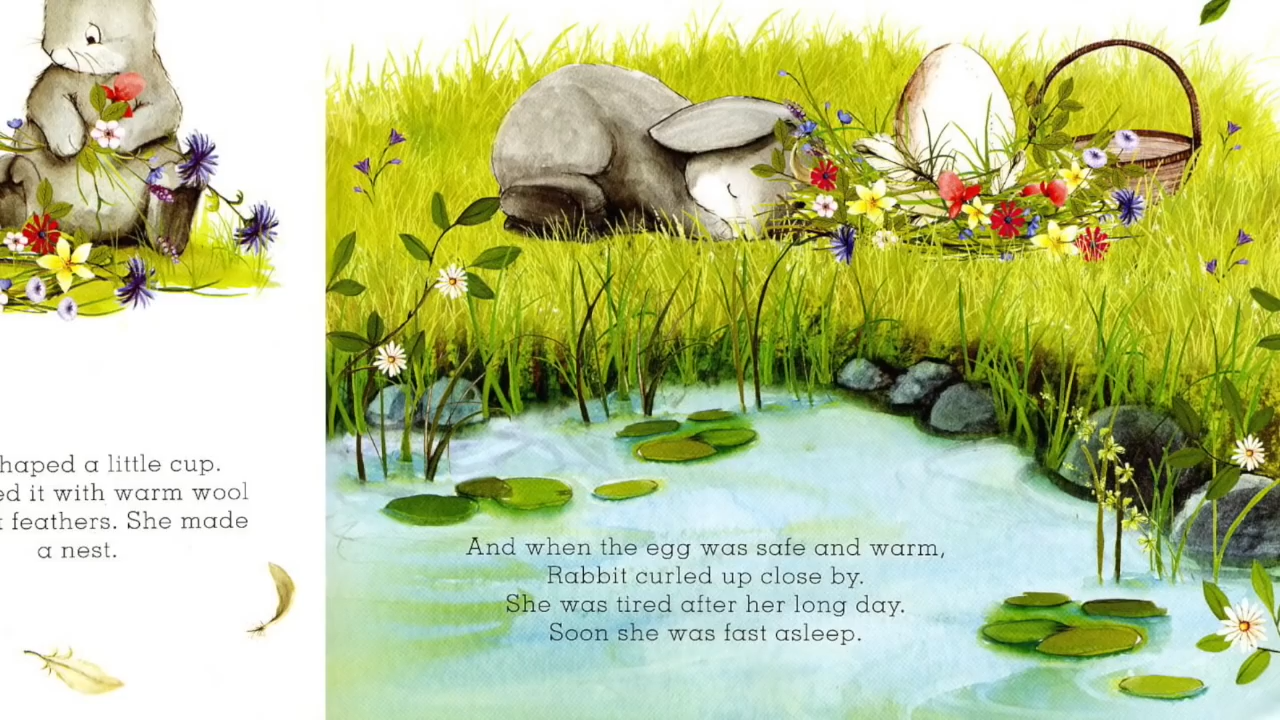 haped a little cup.
ed it with warm wool
feathers. She made
a nest.
And when the egg was safe and warm,
Rabbit curled up close by.
She was tired after her long day.
Soon she was fast asleep.